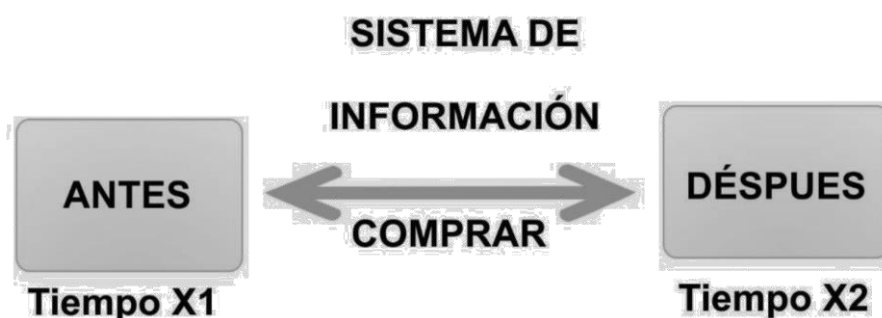 SISTEMA DE
INFORMACIÓN
ANTES
COMPRAR
DÉSPUES
Tiempo X1
Tiempo X2